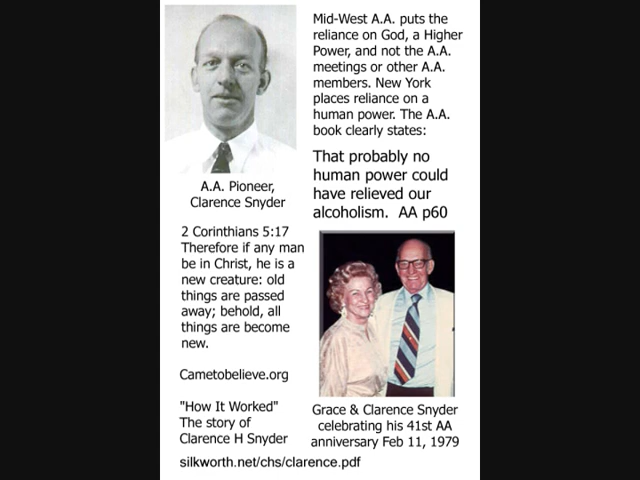 Mid-West A.A. puts the
reliance on God, a Higher
Power, and not the A.A.
meetings or other A.A.
members. New York
places reliance on a
human power. The A.A.
book clearly states:
That probably no
human power could
have relieved our
alcoholism.  AA p60
A.A. Pioneer,
Clarence Snyder
2 Corinthians 5:17
Therefore if any man
be in Christ, he is a
new creature: old
things are passed
away; behold, all
things are become
new.
Cametobelieve.org
"How It Worked"
The story of
Clarence H Snyder
Grace & Clarence Snyder
celebrating his 41st AA
anniversary Feb 11, 1979
silkworth.net/chs/clarence.pdf